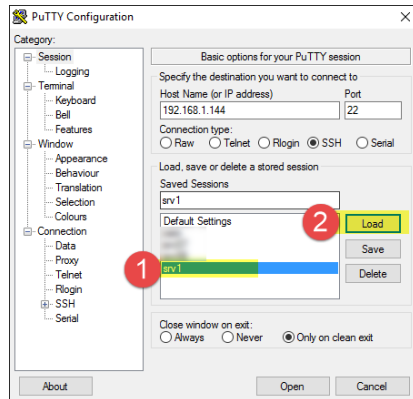 PuTTY Configuration
Category:
Session
Logging
Terminal
Keyboard
Bell
Features
Window
Appearance
Behaviour
Translation
Selection
Colours
Connection
Data
Proxy
Telnet
Rlogin
SSH
Serial
Basic options for your PuTTY session
Specify the destination you want to connect to
Host Name (or IP address) Port
192.168.1.144 22
Connection type:
Raw Telnet Rlogin SSH Serial
Load, save or delete a stored session
Saved Sessions
srv1
Default Settings
srv1
1
2
Load
Save
Delete
Close window on exit:
Always Never Only on clean exit
About Open Cancel